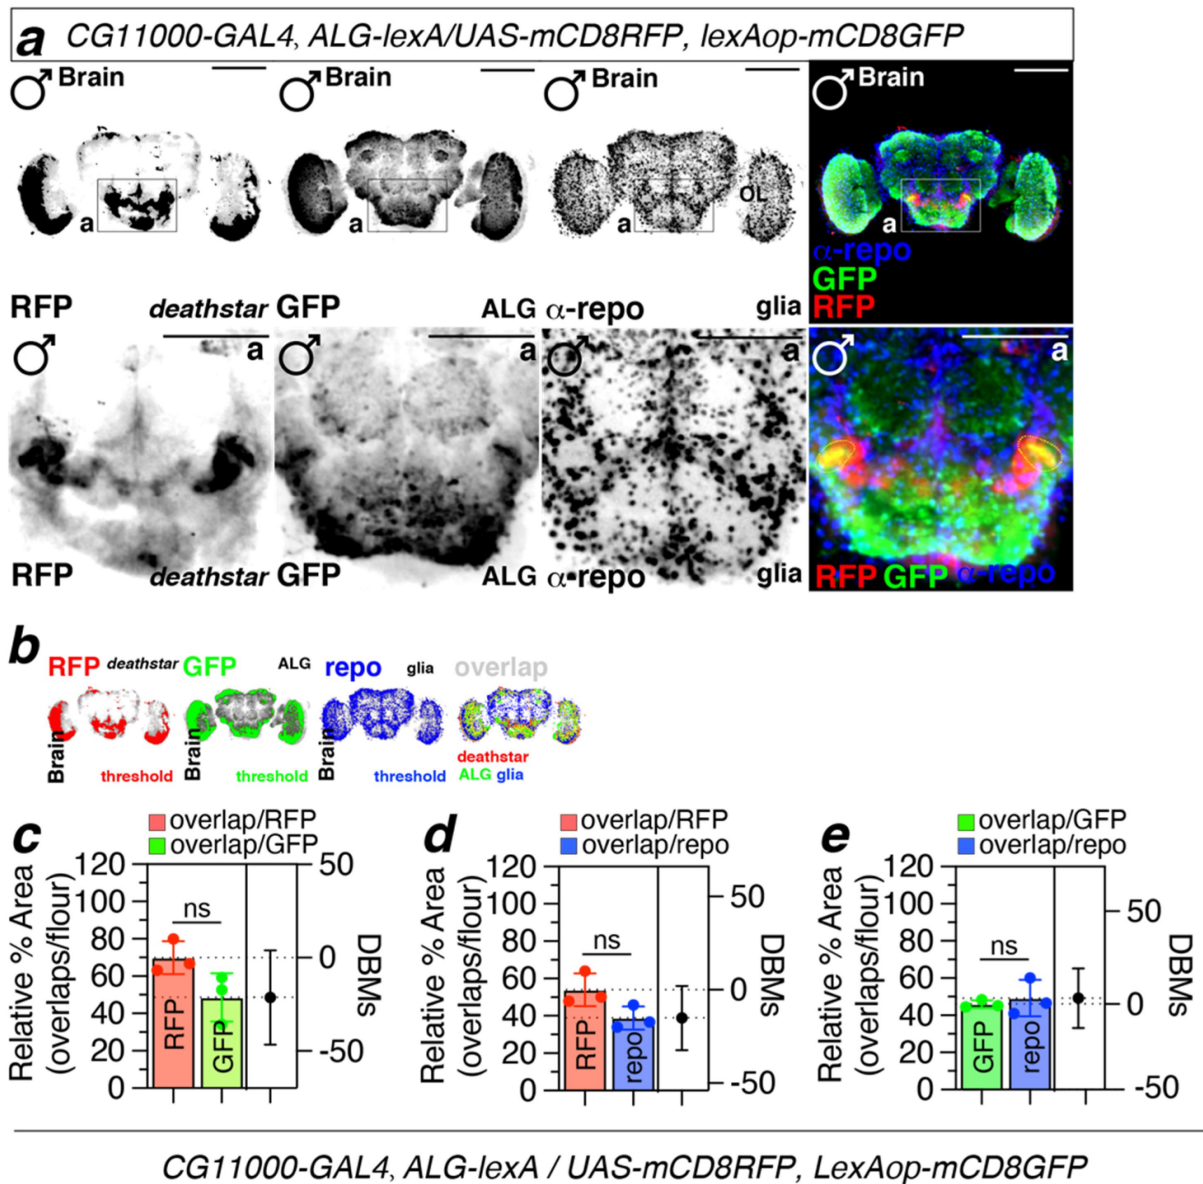 a CG11000-GAL4, ALG-lexA/UAS-mCD8RFP, lexAop-mCD8GFP
♂ Brain ♂ Brain ♂ Brain ♂ Brain
OL
a a a a
α-repo
GFP
RFP deathstar GFP ALG α-repo glia RFP
♂ a ♂ a ♂ a ♂ a
RFP deathstar GFP ALG α-repo glia RFP GFP α-repo
b
RFP deathstar GFP ALG repo glia overlap
Brain Brain Brain
deathstar
threshold threshold threshold ALG glia
c
overlap/RFP
overlap/GFP
Relative % Area
(overlaps/flour)
120
100
80
60
40
20
0
ns
RFP
GFP
50
0
-50
DBMs
d
overlap/RFP
overlap/repo
Relative % Area
(overlaps/flour)
120
100
80
60
40
20
0
ns
RFP
repo
50
0
-50
DBMs
e
overlap/GFP
overlap/repo
Relative % Area
(overlaps/flour)
120
100
80
60
40
20
0
ns
GFP
repo
50
0
-50
DBMs
CG11000-GAL4, ALG-lexA / UAS-mCD8RFP, LexAop-mCD8GFP